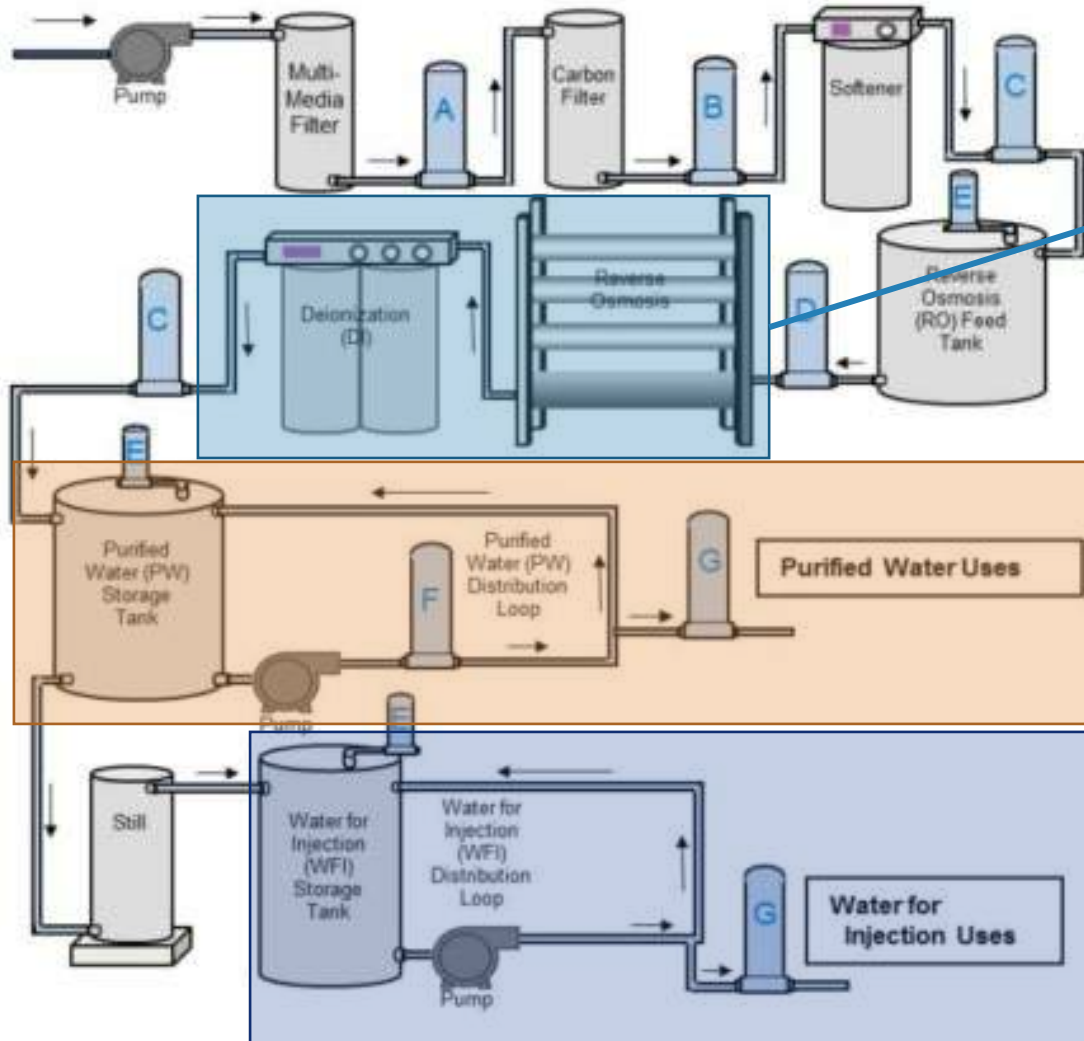 Pump
Multi-
Media
Filter
A
Carbon
Filter
B
Softener
C
E
Reverse
Osmosis
(RO) Feed
Tank
D
Reverse
Osmosis
Deionization
(DI)
C
E
Purified
Water (PW)
Storage
Tank
Pump
F
Purified
Water (PW)
Distribution
Loop
G
Purified Water Uses
Still
E
Water for
Injection
(WFI)
Storage
Tank
Water for
Injection
(WFI)
Distribution
Loop
Pump
G
Water for
Injection Uses